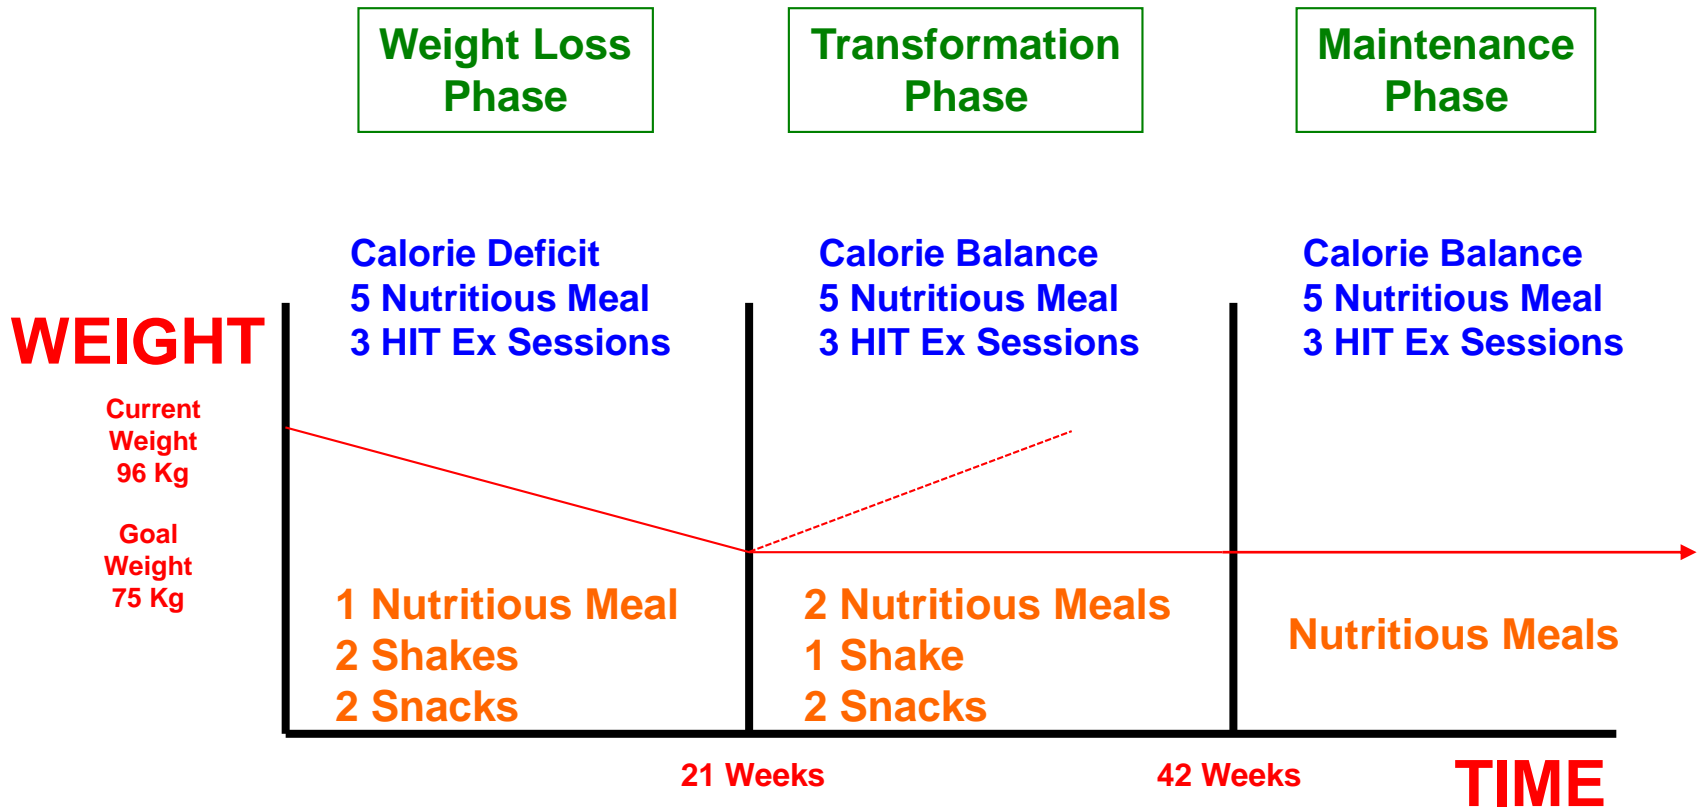 Weight Loss
Phase
Transformation
Phase
Maintenance
Phase
Calorie Deficit
5 Nutritious Meal
3 HIT Ex Sessions
Calorie Balance
5 Nutritious Meal
3 HIT Ex Sessions
Calorie Balance
5 Nutritious Meal
3 HIT Ex Sessions
WEIGHT
Current
Weight
96 Kg
Goal
Weight
75 Kg
1 Nutritious Meal
2 Shakes
2 Snacks
2 Nutritious Meals
1 Shake
2 Snacks
Nutritious Meals
21 Weeks
42 Weeks
TIME